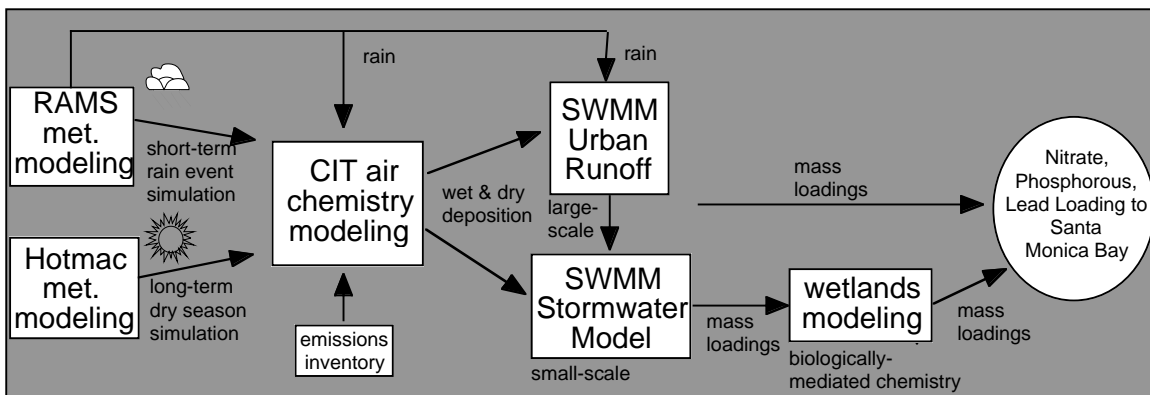 rain
rain
RAMS
met.
modeling
short-term
rain event
simulation
Hotmac
met.
modeling
long-term
dry season
simulation
CIT air
chemistry
modeling
emissions
inventory
wet & dry
deposition
SWMM
Urban
Runoff
large-
scale
SWMM
Stormwater
Model
small-scale
mass
loadings
mass
loadings
wetlands
modeling
biologically-
mediated chemistry
mass
loadings
Nitrate,
Phosphorous,
Lead Loading to
Santa
Monica Bay